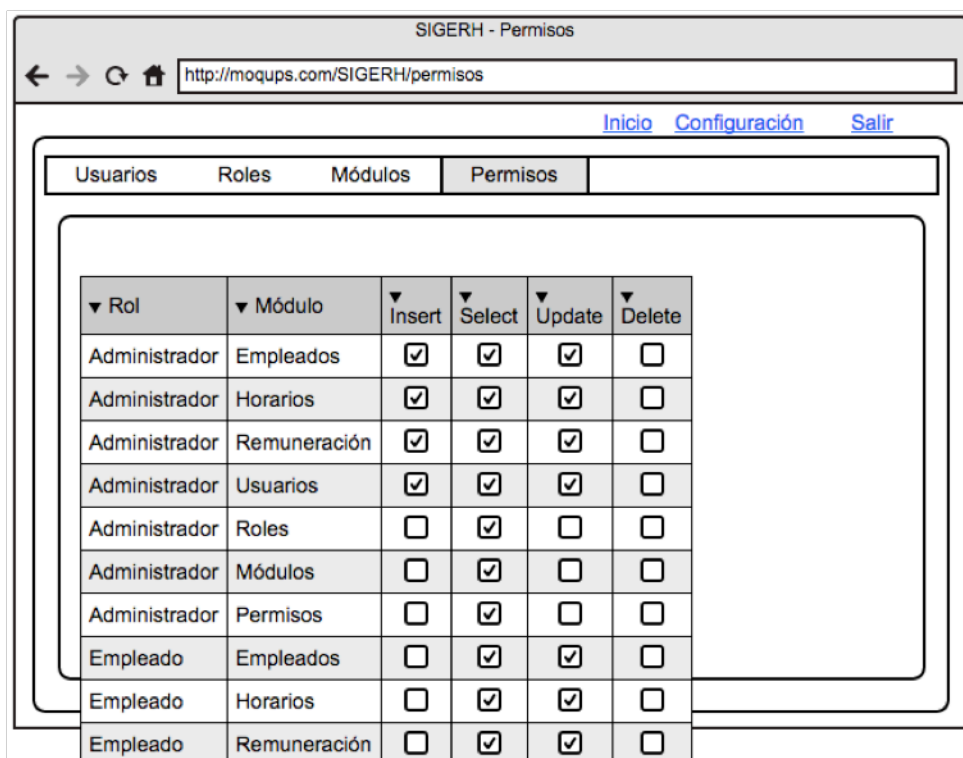 SIGERH - Permisos
http://moqups.com/SIGERH/permisos
Inicio Configuración Salir
Usuarios Roles Módulos Permisos
Rol Módulo Insert Select Update Delete
Administrador Empleados
Administrador Horarios
Administrador Remuneración
Administrador Usuarios
Administrador Roles
Administrador Módulos
Administrador Permisos
Empleado Empleados
Empleado Horarios
Empleado Remuneración